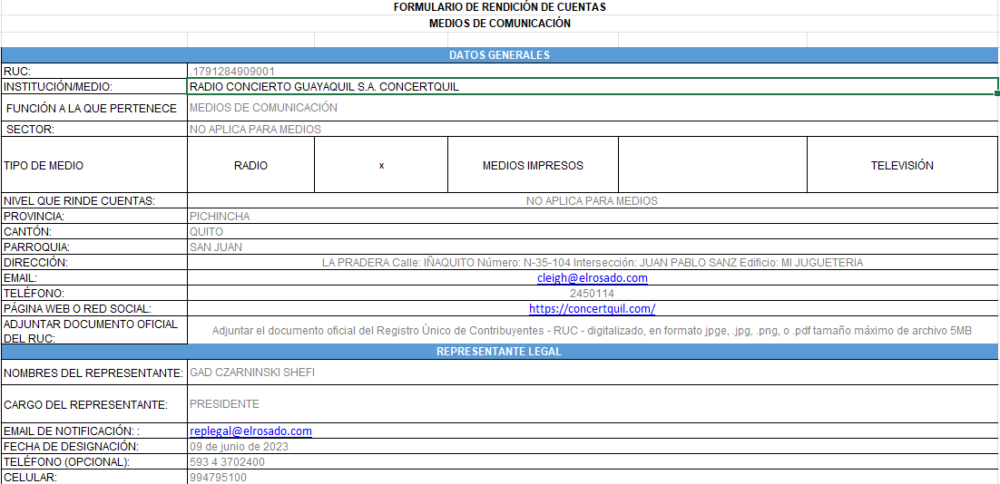 FORMULARIO DE RENDICIÓN DE CUENTAS
MEDIOS DE COMUNICACIÓN
DATOS GENERALES
RUC: .1791284909001
INSTITUCIÓN/MEDIO: RADIO CONCIERTO GUAYAQUIL S.A. CONCERTQUIL
FUNCIÓN A LA QUE PERTENECE MEDIOS DE COMUNICACIÓN
SECTOR: NO APLICA PARA MEDIOS
TIPO DE MEDIO RADIO x MEDIOS IMPRESOS TELEVISIÓN
NIVEL QUE RINDE CUENTAS: NO APLICA PARA MEDIOS
PROVINCIA: PICHINCHA
CANTÓN: QUITO
PARROQUIA: SAN JUAN
DIRECCIÓN: LA PRADERA Calle: IÑAQUITO Número: N-35-104 Intersección: JUAN PABLO SANZ Edificio: MI JUGUETERIA
EMAIL: cleigh@elrosado.com
TELÉFONO: 2450114
PÁGINA WEB O RED SOCIAL: https://concertquil.com/
ADJUNTAR DOCUMENTO OFICIAL
DEL RUC: Adjuntar el documento oficial del Registro Único de Contribuyentes - RUC - digitalizado, en formato jpge, .jpg, .png, o .pdf tamaño máximo de archivo 5MB
REPRESENTANTE LEGAL
NOMBRES DEL REPRESENTANTE: GAD CZARNINSKI SHEFI
CARGO DEL REPRESENTANTE: PRESIDENTE
EMAIL DE NOTIFICACIÓN: : replegal@elrosado.com
FECHA DE DESIGNACIÓN: 09 de junio de 2023
TELÉFONO (OPCIONAL): 593 4 3702400
CELULAR: 994795100